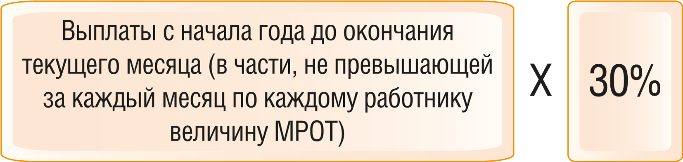 Выплаты с начала года до окончания
текущего месяца (в части, не превышающей
за каждый месяц по каждому работнику
величину МРОТ)
X
30%